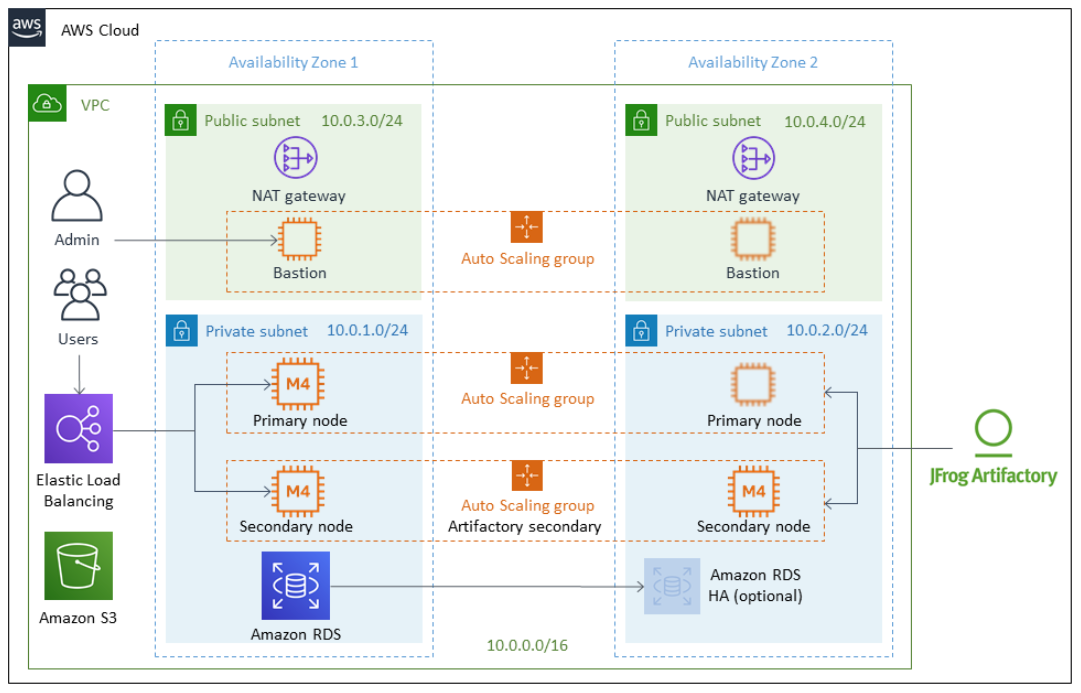 aws
AWS Cloud
Availability Zone 1
Availability Zone 2
VPC
Public subnet 10.0.3.0/24
Public subnet 10.0.4.0/24
NAT gateway
NAT gateway
Admin
Auto Scaling group
Bastion
Bastion
Users
Private subnet 10.0.1.0/24
Private subnet 10.0.2.0/24
M4
Auto Scaling group
Primary node
Primary node
Elastic Load
Balancing
M4
M4
Auto Scaling group
Artifactory secondary
Secondary node
Secondary node
JFrog Artifactory
Amazon S3
Amazon RDS
Amazon RDS
HA (optional)
10.0.0.0/16